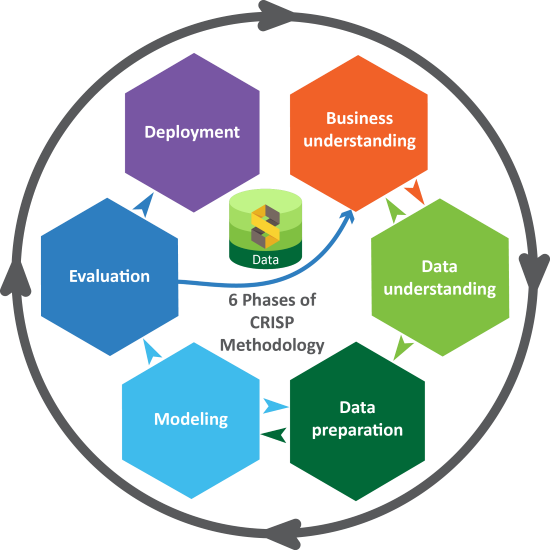 Deployment
Business
understanding
Data
understanding
Data
preparation
Modeling
Evaluation
Data
6 Phases of
CRISP
Methodology